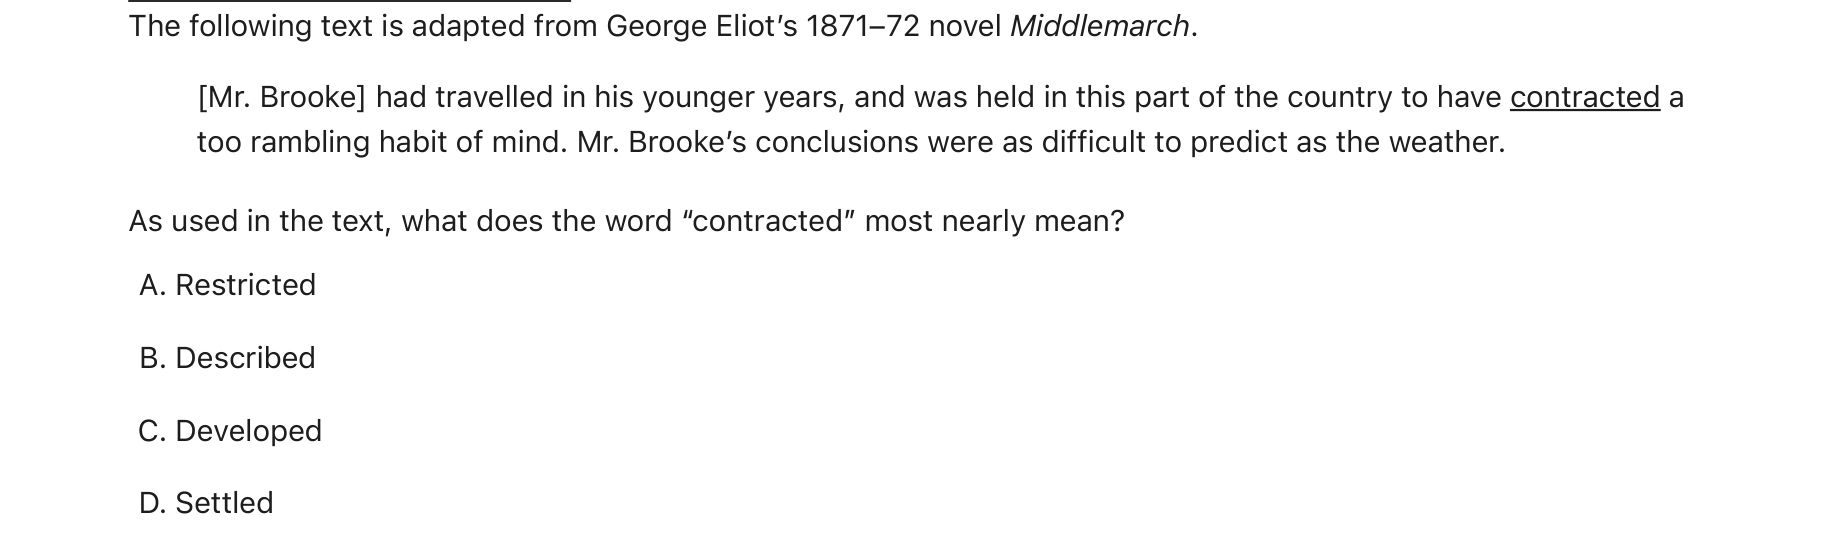 The following text is adapted from George Eliot’s 1871–72 novel Middlemarch.
[Mr. Brooke] had travelled in his younger years, and was held in this part of the country to have contracted a
too rambling habit of mind. Mr. Brooke’s conclusions were as difficult to predict as the weather.
As used in the text, what does the word “contracted” most nearly mean?
A. Restricted
B. Described
C. Developed
D. Settled